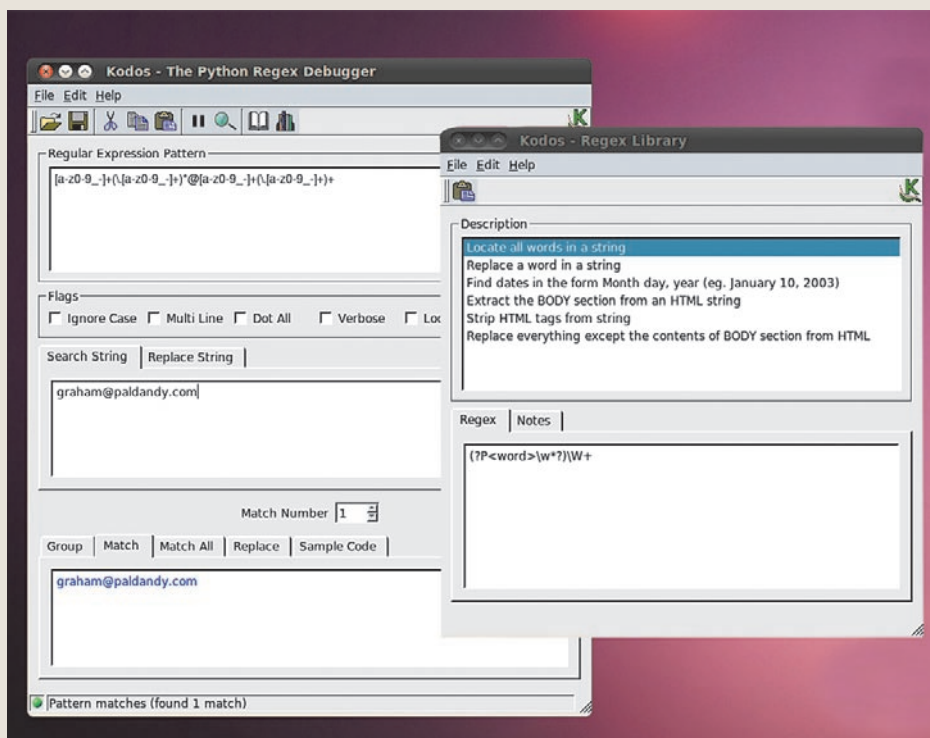 Kodos - The Python Regex Debugger
File Edit Help
Regular Expression Pattern
[a-z0-9_-]+(\.[a-z0-9_-]+)*@[a-z0-9_-]+(\.[a-z0-9_-]+)+
Flags
Ignore Case Multi Line Dot All Verbose Loc
Search String Replace String
graham@paldandy.com
Match Number 1
Group Match Match All Replace Sample Code
graham@paldandy.com
Pattern matches (found 1 match)
Kodos - Regex Library
File Edit Help
Description
Locate all words in a string
Replace a word in a string
Find dates in the form Month day, year (eg. January 10, 2003)
Extract the BODY section from an HTML string
Strip HTML tags from string
Replace everything except the contents of BODY section from HTML
Regex Notes
(?P<word>\w*?)\W+